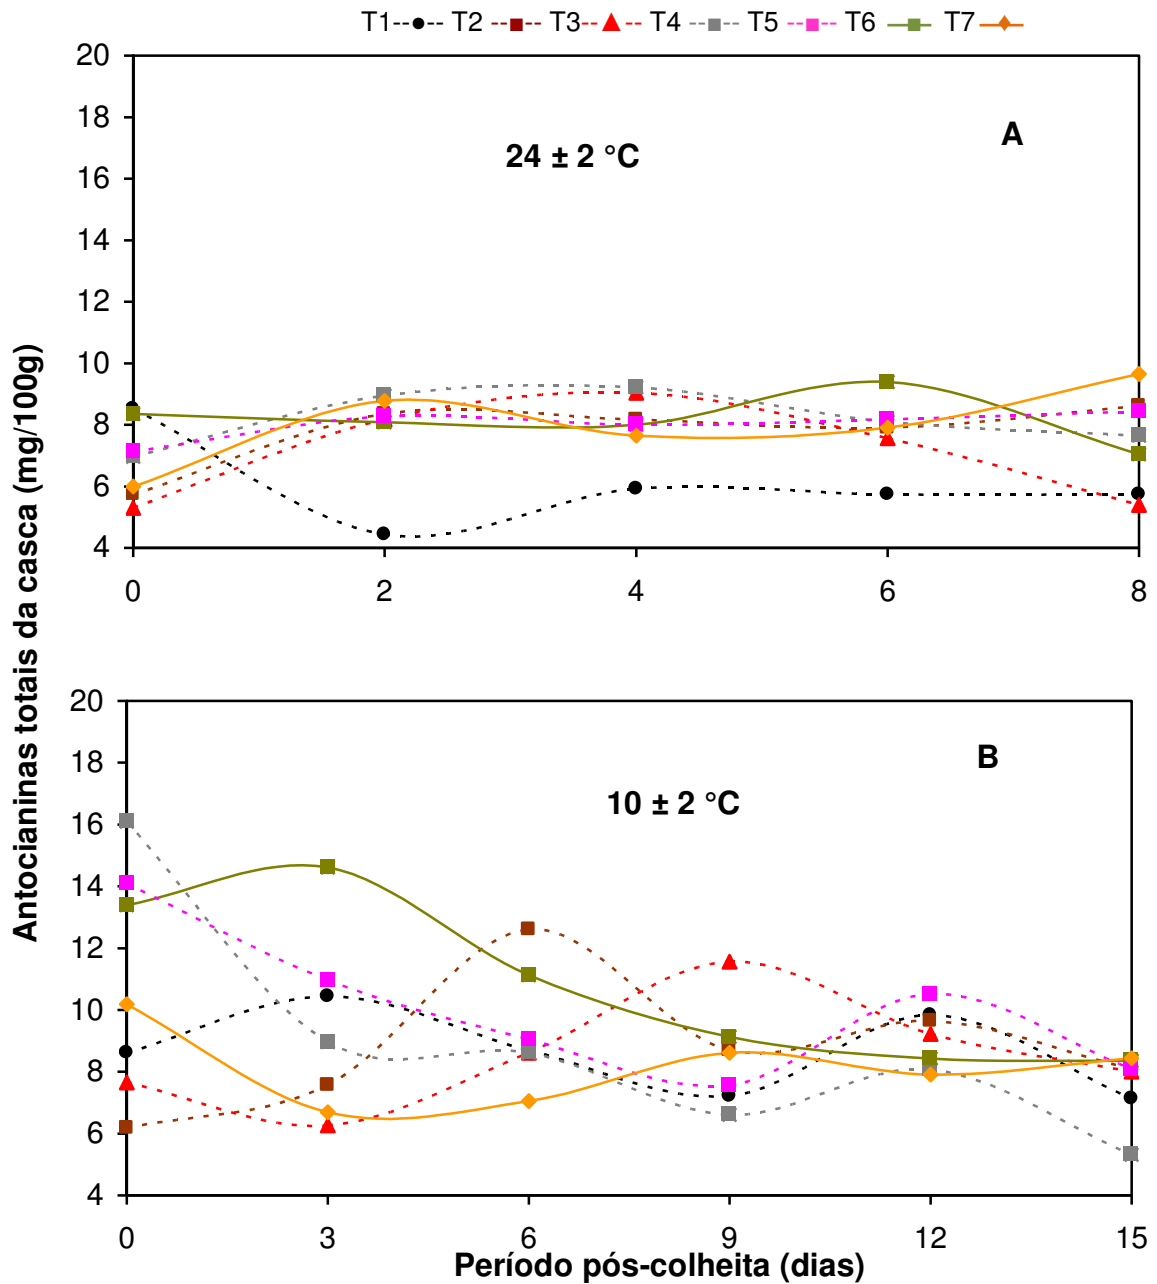 T1 T2 T3 T4 T5 T6 T7
20
18
16
14
12
10
8
6
4
A
24 ± 2 °C
0 2 4 6 8
Antocianinas totais da casca (mg/100g)
20
18
16
14
12
10
8
6
4
B
10 ± 2 °C
0 3 6 9 12 15
Período pós-colheita (dias)